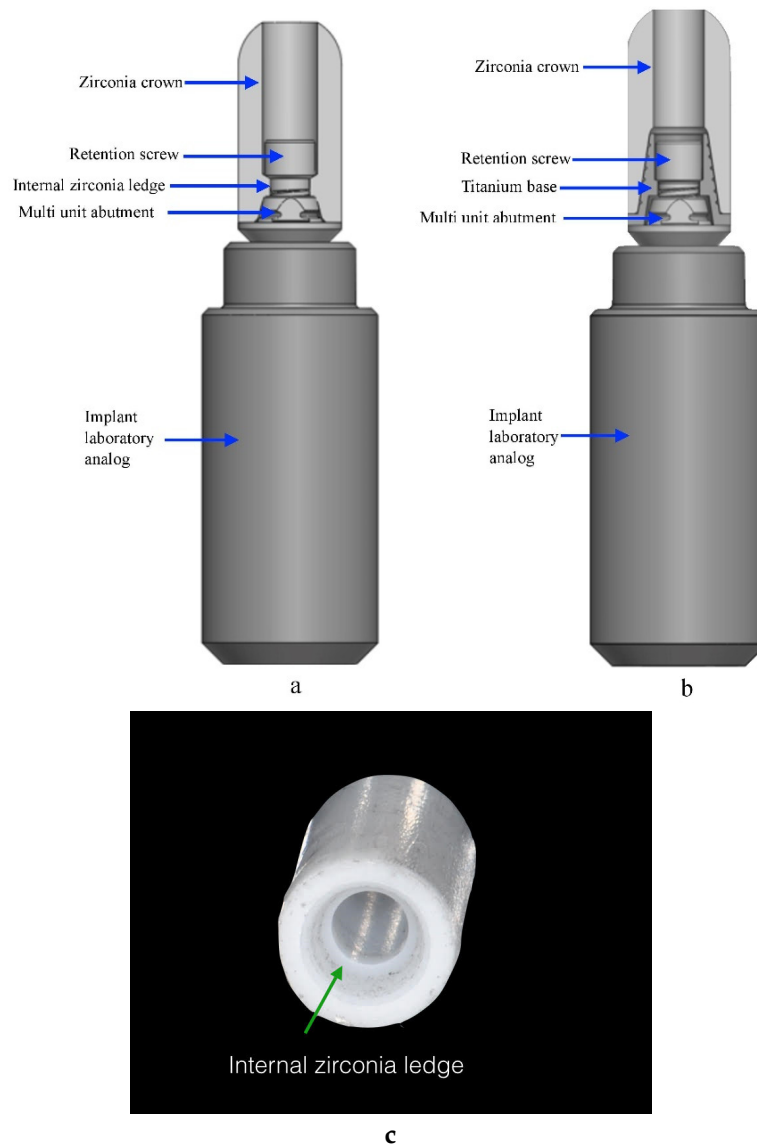 Zirconia crown
Retention screw
Internal zirconia ledge
Multi unit abutment
Implant
laboratory
analog
a
Zirconia crown
Retention screw
Titanium base
Multi unit abutment
Implant
laboratory
analog
b
Internal zirconia ledge
c